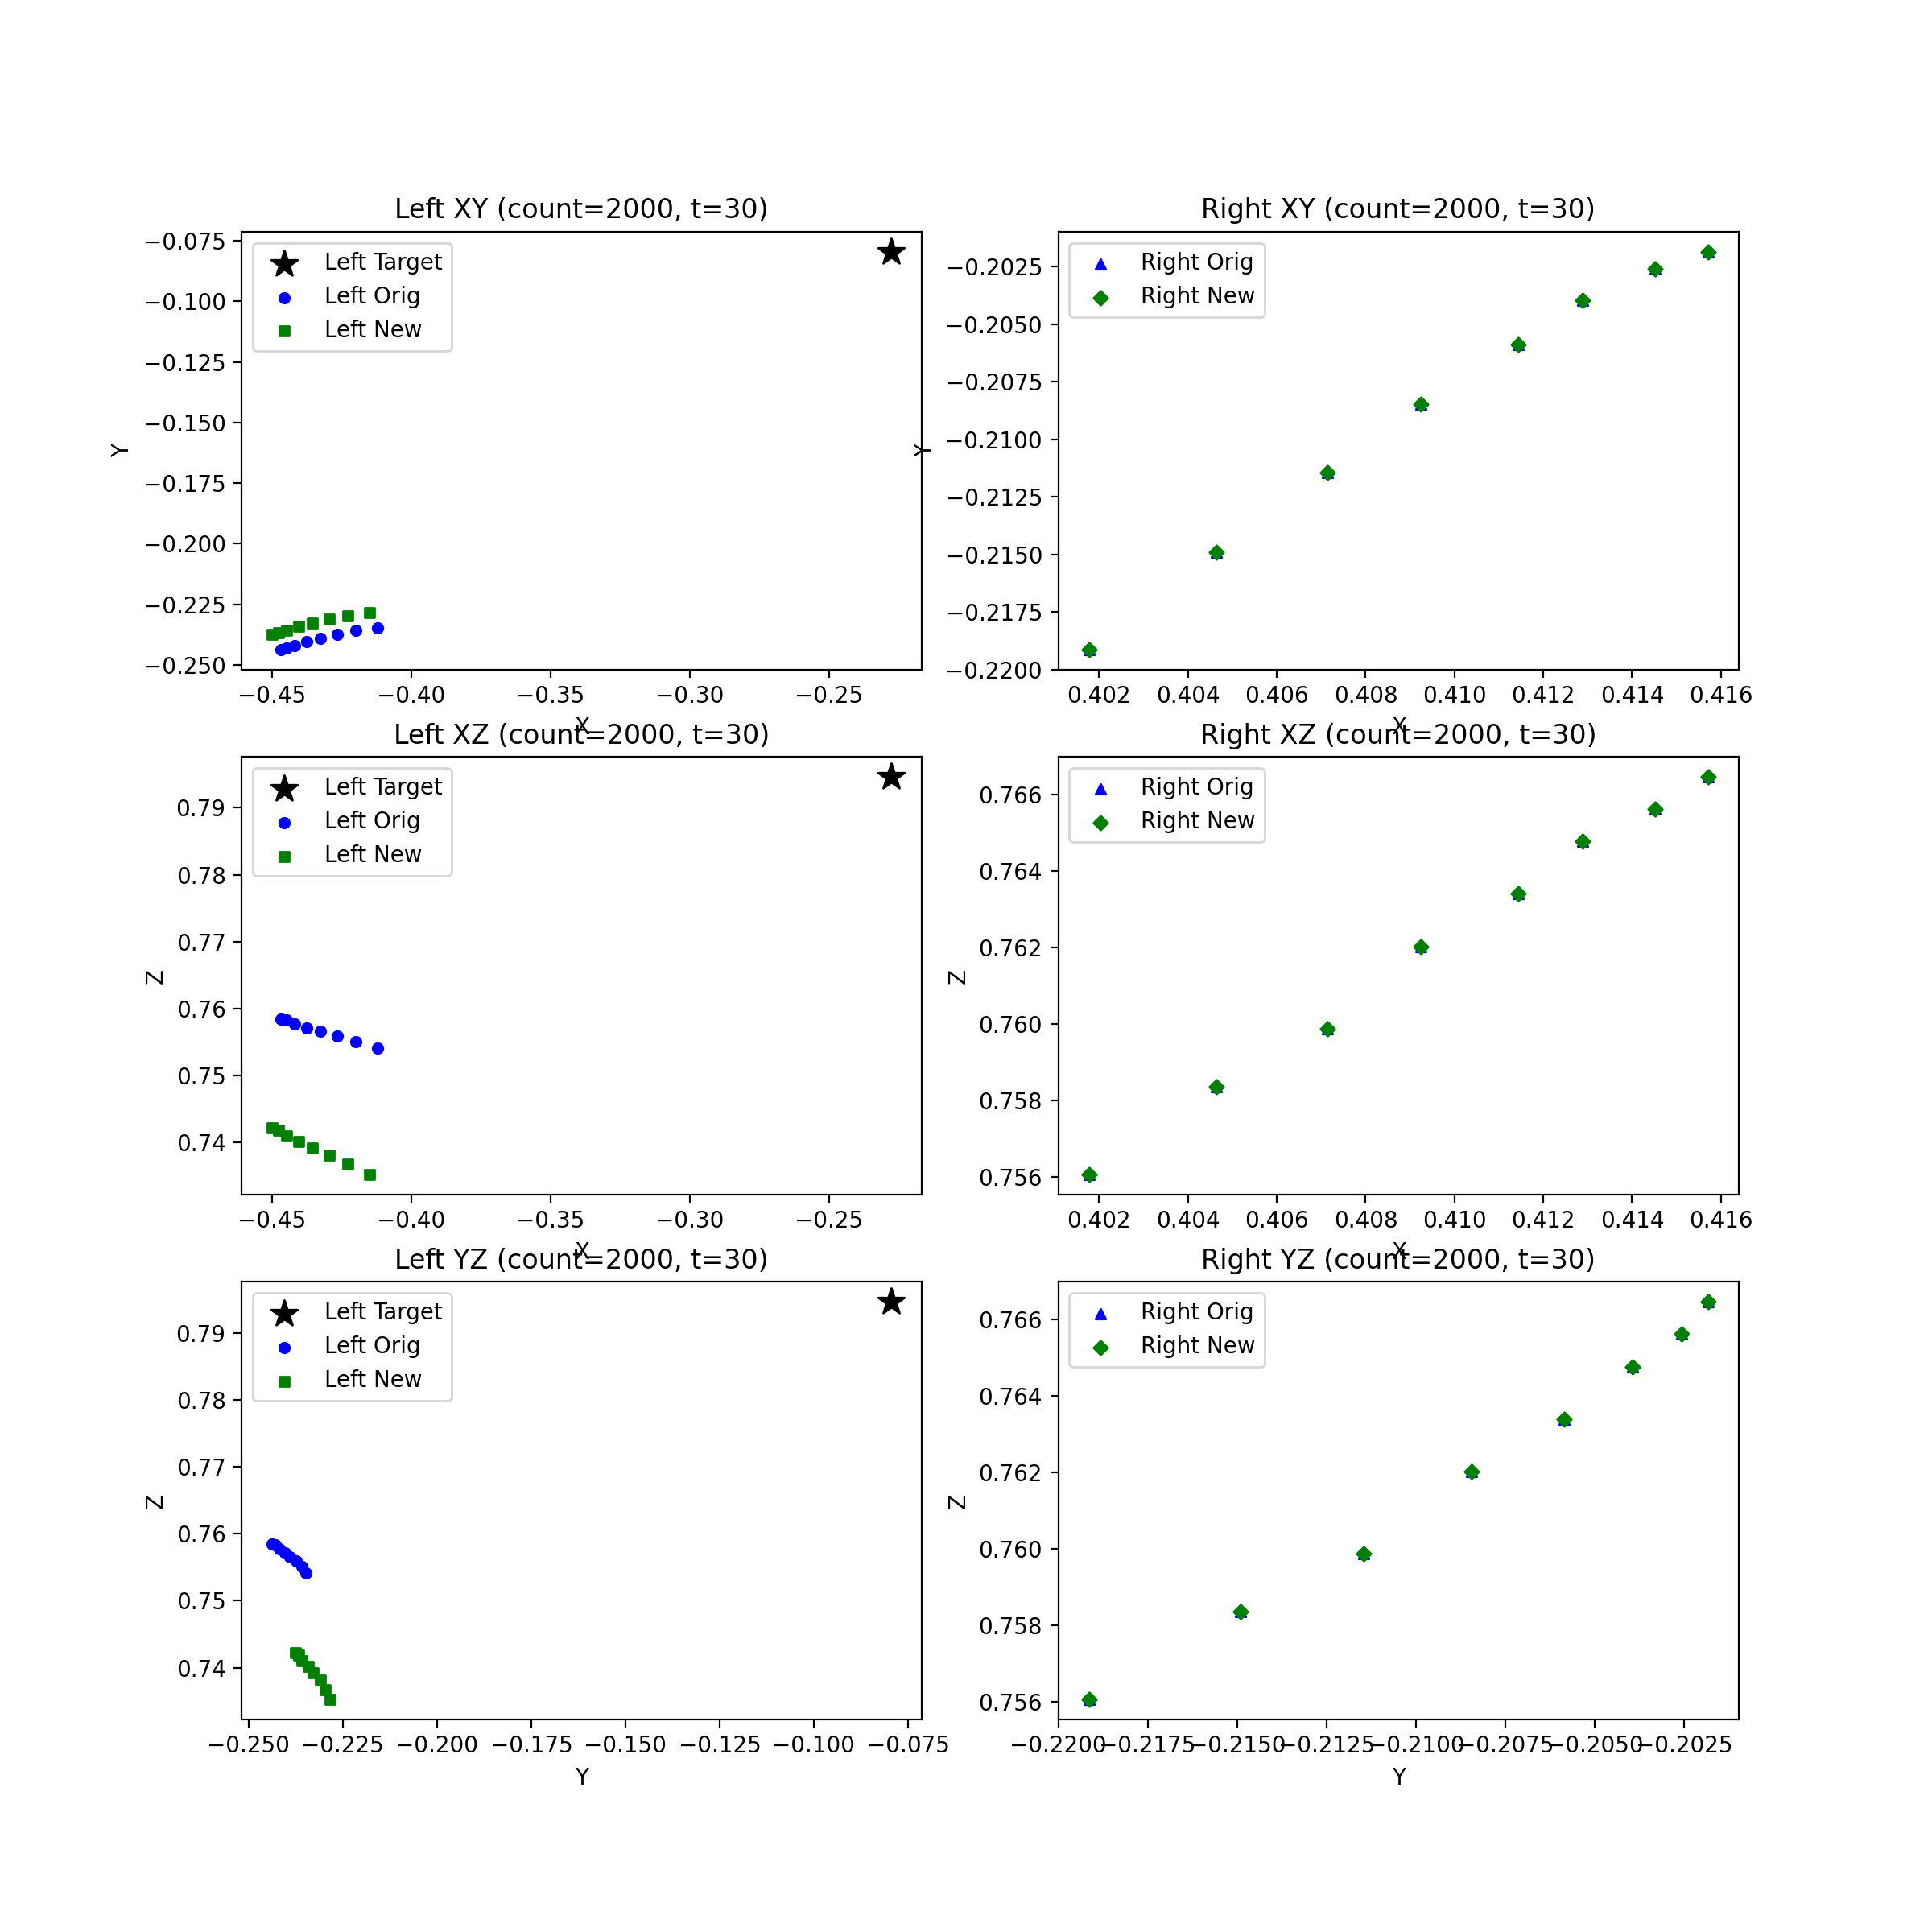 Left XY (count=2000, t=30)
−0.075
−0.100
−0.125
−0.150
−0.175
−0.200
−0.225
−0.250
Y
Left Target
Left Orig
Left New
−0.45
−0.40
−0.35
−0.30
−0.25
X
Right XY (count=2000, t=30)
−0.2025
−0.2050
−0.2075
−0.2100
−0.2125
−0.2150
−0.2175
−0.2200
Y
Right Orig
Right New
0.402
0.404
0.406
0.408
0.410
0.412
0.414
0.416
X
Left XZ (count=2000, t=30)
0.79
0.78
0.77
0.76
0.75
0.74
Z
Left Target
Left Orig
Left New
−0.45
−0.40
−0.35
−0.30
−0.25
X
Right XZ (count=2000, t=30)
0.766
0.764
0.762
0.760
0.758
0.756
Z
Right Orig
Right New
0.402
0.404
0.406
0.408
0.410
0.412
0.414
0.416
X
Left YZ (count=2000, t=30)
0.79
0.78
0.77
0.76
0.75
0.74
Z
Left Target
Left Orig
Left New
−0.250
−0.225
−0.200
−0.175
−0.150
−0.125
−0.100
−0.075
Y
Right YZ (count=2000, t=30)
0.766
0.764
0.762
0.760
0.758
0.756
Z
Right Orig
Right New
−0.2200
−0.2175
−0.2150
−0.2125
−0.2100
−0.2075
−0.2050
−0.2025
Y